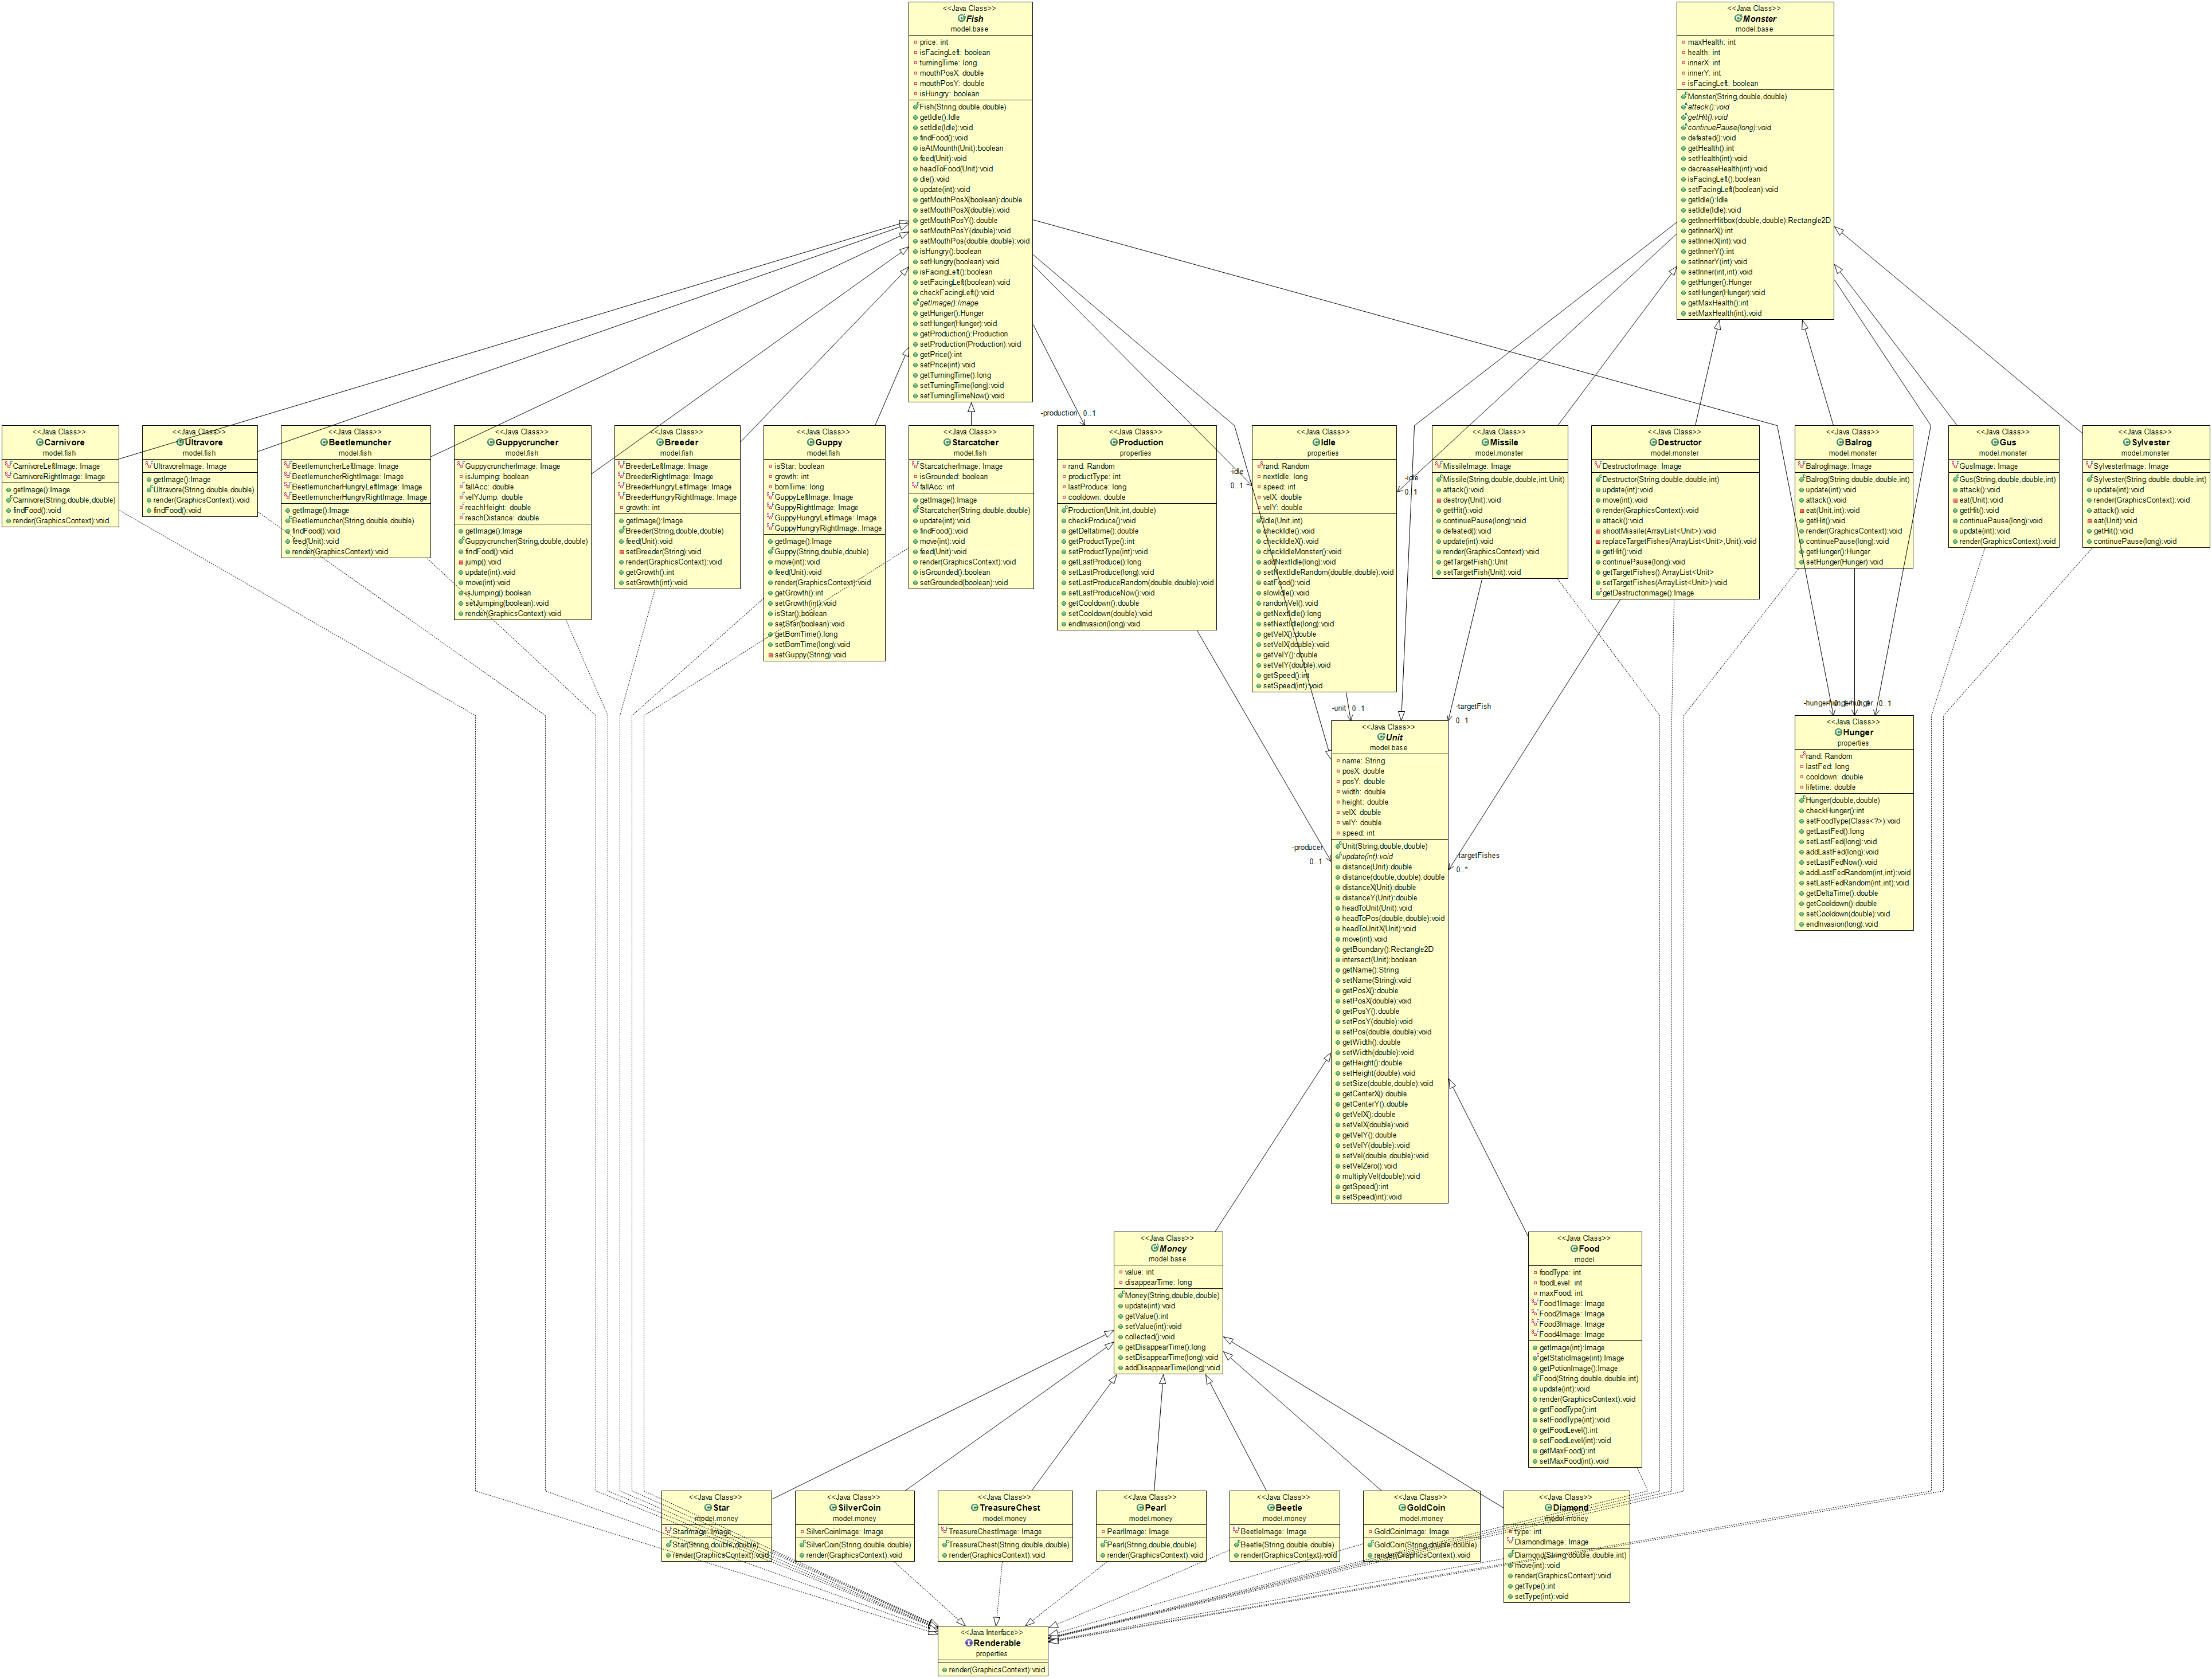 <<Java Class>>
Fish
model.base
price: int
isFacingLeft: boolean
turningTime: long
mouthPosX: double
mouthPosY: double
isHungry: boolean
Fish(String,double,double)
getIdle():Idle
setIdle(Idle):void
findFood():void
isAtMounth(Unit):boolean
feed(Unit):void
headToFood(Unit):void
die():void
update(int):void
getMouthPosX(boolean):double
setMouthPosX(double):void
getMouthPosY():double
setMouthPosY(double):void
setMouthPos(double,double):void
isHungry():boolean
setHungry(boolean):void
isFacingLeft():boolean
setFacingLeft(boolean):void
checkFacingLeft():void
getImage():Image
getHunger():Hunger
setHunger(Hunger):void
getProduction():Production
setProduction(Production):void
getPrice():int
setPrice(int):void
getTurningTime():long
setTurningTime(long):void
setTurningTimeNow():void
<<Java Class>>
Monster
model.base
maxHealth: int
health: int
innerX: int
innerY: int
isFacingLeft: boolean
Monster(String,double,double)
attack():void
getHit():void
continuePause(long):void
defeated():void
getHealth():int
setHealth(int):void
decreaseHealth(int):void
isFacingLeft():boolean
setFacingLeft(boolean):void
getIdle():Idle
setIdle(Idle):void
getInnerHitbox(double,double):Rectangle2D
getInnerX():int
setInnerX(int):void
getInnerY():int
setInnerY(int):void
setInner(int,int):void
getHunger():Hunger
setHunger(Hunger):void
getMaxHealth():int
setMaxHealth(int):void
<<Java Class>>
Carnivore
model.fish
CarnivoreLeftImage: Image
CarnivoreRightImage: Image
getImage():Image
Carnivore(String,double,double)
findFood():void
render(GraphicsContext):void
<<Java Class>>
Ultravore
model.fish
UltravoreImage: Image
getImage():Image
Ultravore(String,double,double)
render(GraphicsContext):void
findFood():void
<<Java Class>>
Beetlemuncher
model.fish
BeetlemuncherLeftImage: Image
BeetlemuncherRightImage: Image
BeetlemuncherHungryLeftImage: Image
BeetlemuncherHungryRightImage: Image
getImage():Image
Beetlemuncher(String,double,double)
findFood():void
feed(Unit):void
render(GraphicsContext):void
<<Java Class>>
Guppycruncher
model.fish
GuppycruncherImage: Image
isJumping: boolean
fallAcc: double
velYJump: double
reachHeight: double
reachDistance: double
getImage():Image
Guppycruncher(String,double,double)
findFood():void
jump():void
update(int):void
move(int):void
isJumping():boolean
setJumping(boolean):void
render(GraphicsContext):void
<<Java Class>>
Breeder
model.fish
BreederLeftImage: Image
BreederRightImage: Image
BreederHungryLeftImage: Image
BreederHungryRightImage: Image
growth: int
getImage():Image
Breeder(String,double,double)
feed(Unit):void
setBreeder(String):void
render(GraphicsContext):void
getGrowth():int
setGrowth(int):void
<<Java Class>>
Guppy
model.fish
isStar: boolean
growth: int
bornTime: long
GuppyLeftImage: Image
GuppyRightImage: Image
GuppyHungryLeftImage: Image
GuppyHungryRightImage: Image
getImage():Image
Guppy(String,double,double)
move(int):void
feed(Unit):void
render(GraphicsContext):void
getGrowth():int
setGrowth(int):void
isStar():boolean
setStar(boolean):void
getBornTime():long
setBornTime(long):void
setGuppy(String):void
<<Java Class>>
Starcatcher
model.fish
StarcatcherImage: Image
isGrounded: boolean
fallAcc: int
getImage():Image
Starcatcher(String,double,double)
update(int):void
findFood():void
move(int):void
feed(Unit):void
render(GraphicsContext):void
isGrounded():boolean
setGrounded(boolean):void
-production 0..1
<<Java Class>>
Production
properties
rand: Random
productType: int
lastProduce: long
cooldown: double
Production(Unit,int,double)
checkProduce():void
getDeltatime():double
getProductType():int
setProductType(int):void
getLastProduce():long
setLastProduce(long):void
setLastProduceRandom(double,double):void
setLastProduceNow():void
getCooldown():double
setCooldown(double):void
endInvasion(long):void
-idle
0..1
<<Java Class>>
Idle
properties
rand: Random
nextIdle: long
speed: int
velX: double
velY: double
Idle(Unit,int)
checkIdle():void
checkIdleX():void
checkIdleMonster():void
addNextIdle(long):void
setNextIdleRandom(double,double):void
eatFood():void
slowIdle():void
randomVel():void
getNextIdle():long
setNextIdle(long):void
getVelX():double
setVelX(double):void
getVelY():double
setVelY(double):void
getSpeed():int
setSpeed(int):void
-idle
0..1
<<Java Class>>
Missile
model.monster
MissileImage: Image
Missile(String,double,double,int,Unit)
attack():void
destroy(Unit):void
getHit():void
continuePause(long):void
defeated():void
update(int):void
render(GraphicsContext):void
getTargetFish():Unit
setTargetFish(Unit):void
<<Java Class>>
Destructor
model.monster
DestructorImage: Image
Destructor(String,double,double,int)
update(int):void
move(int):void
render(GraphicsContext):void
attack():void
shootMissile(ArrayList<Unit>):void
replaceTargetFishes(ArrayList<Unit>,Unit):void
getHit():void
continuePause(long):void
getTargetFishes():ArrayList<Unit>
setTargetFishes(ArrayList<Unit>):void
getDestructorimage():Image
<<Java Class>>
Balrog
model.monster
BalrogImage: Image
Balrog(String,double,double,int)
update(int):void
attack():void
eat(Unit,int):void
getHit():void
render(GraphicsContext):void
continuePause(long):void
getHunger():Hunger
setHunger(Hunger):void
<<Java Class>>
Gus
model.monster
GusImage: Image
Gus(String,double,double,int)
attack():void
eat(Unit):void
getHit():void
continuePause(long):void
update(int):void
render(GraphicsContext):void
<<Java Class>>
Sylvester
model.monster
SylvesterImage: Image
Sylvester(String,double,double,int)
update(int):void
render(GraphicsContext):void
attack():void
eat(Unit):void
getHit():void
continuePause(long):void
-unit 0..1
-targetFish
0..1
-producer
0..1
targetFishes
0..*
<<Java Class>>
Unit
model.base
name: String
posX: double
posY: double
width: double
height: double
velX: double
velY: double
speed: int
Unit(String,double,double)
update(int):void
distance(Unit):double
distance(double,double):double
distanceX(Unit):double
distanceY(Unit):double
headToUnit(Unit):void
headToPos(double,double):void
headToUnitX(Unit):void
move(int):void
getBoundary():Rectangle2D
intersect(Unit):boolean
getName():String
setName(String):void
getPosX():double
setPosX(double):void
getPosY():double
setPosY(double):void
setPos(double,double):void
getWidth():double
setWidth(double):void
getHeight():double
setHeight(double):void
setSize(double,double):void
getCenterX():double
getCenterY():double
getVelX():double
setVelX(double):void
getVelY():double
setVelY(double):void
setVel(double,double):void
setVelZero():void
multiplyVel(double):void
getSpeed():int
setSpeed(int):void
-hunger
hunger
0..1
<<Java Class>>
Hunger
properties
rand: Random
lastFed: long
cooldown: double
lifetime: double
Hunger(double,double)
checkHunger():int
setFoodType(Class<?>):void
getLastFed():long
setLastFed(long):void
addLastFed(long):void
setLastFedNow():void
addLastFedRandom(int,int):void
setLastFedRandom(int,int):void
getDeltaTime():double
getCooldown():double
setCooldown(double):void
endInvasion(long):void
<<Java Class>>
Money
model.base
value: int
disappearTime: long
Money(String,double,double)
update(int):void
getValue():int
setValue(int):void
collected():void
getDisappearTime():long
setDisappearTime(long):void
addDisappearTime(long):void
<<Java Class>>
Food
model
foodType: int
foodLevel: int
maxFood: int
Food1Image: Image
Food2Image: Image
Food3Image: Image
Food4Image: Image
getImage(int):Image
getStaticImage(int):Image
getPotionImage():Image
Food(String,double,double,int)
update(int):void
render(GraphicsContext):void
getFoodType():int
setFoodType(int):void
getFoodLevel():int
setFoodLevel(int):void
getMaxFood():int
setMaxFood(int):void
<<Java Class>>
Star
model.money
StarImage: Image
Star(String,double,double)
render(GraphicsContext):void
<<Java Class>>
SilverCoin
model.money
SilverCoinImage: Image
SilverCoin(String,double,double)
render(GraphicsContext):void
<<Java Class>>
TreasureChest
model.money
TreasureChestImage: Image
TreasureChest(String,double,double)
render(GraphicsContext):void
<<Java Class>>
Pearl
model.money
PearlImage: Image
Pearl(String,double,double)
render(GraphicsContext):void
<<Java Class>>
Beetle
model.money
BeetleImage: Image
Beetle(String,double,double)
render(GraphicsContext):void
<<Java Class>>
GoldCoin
model.money
GoldCoinImage: Image
GoldCoin(String,double,double)
render(GraphicsContext):void
<<Java Class>>
Diamond
model.money
type: int
DiamondImage: Image
Diamond(String,double,double,int)
move(int):void
render(GraphicsContext):void
getType():int
setType(int):void
<<Java Interface>>
Renderable
properties
render(GraphicsContext):void